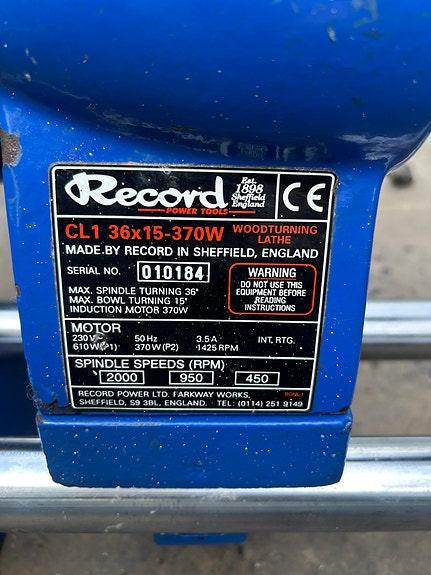 Record
POWER TOOLS
Est.
1898
Sheffield
England
CE
CL1 36x15-370W WOODTURNING LATHE
MADE BY RECORD IN SHEFFIELD, ENGLAND
SERIAL NO. 010184
MAX. SPINDLE TURNING 36"
MAX. BOWL TURNING 15"
INDUCTION MOTOR 370W
WARNING
DO NOT USE THIS
EQUIPMENT BEFORE
READING
INSTRUCTIONS
MOTOR
230V 50 Hz 3.5 A INT. RTG.
610W(P1) 370W(P2) 1425 RPM
SPINDLE SPEEDS (RPM)
2000 950 450
RECORD POWER LTD. PARKWAY WORKS,
SHEFFIELD, S9 3BL, ENGLAND. TEL: (0114) 251 9149